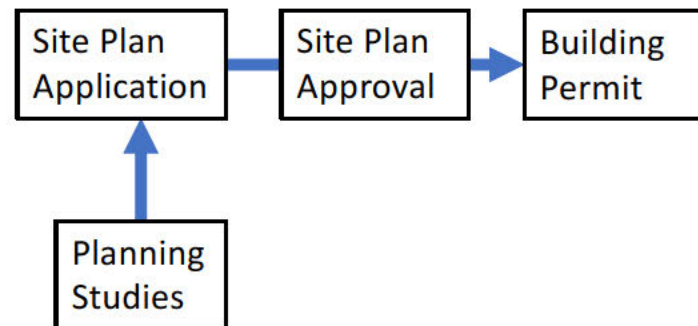 Site Plan
Application
Site Plan
Approval
Building
Permit
Planning
Studies